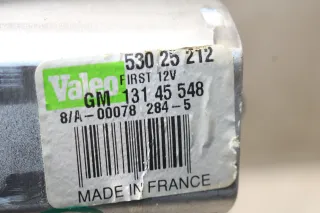 530 25 212
Valeo FIRST 12V
GM 131 45 548
8/A-00078 284-5
MADE IN FRANCE